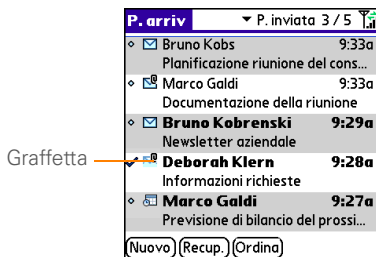 P. arriv P. inviata 3 / 5
Bruno Kobs 9:33a
Planificazione riunione del cons...
Marco Galdi 9:33a
Documentazione della riunione
Bruno Kobrenski 9:29a
Newsletter aziendale
Graffetta
Deborah Klern 9:28a
Informazioni richieste
Marco Galdi 9:27a
Previsione di bilancio del prossi...
Nuovo Recup. Ordina